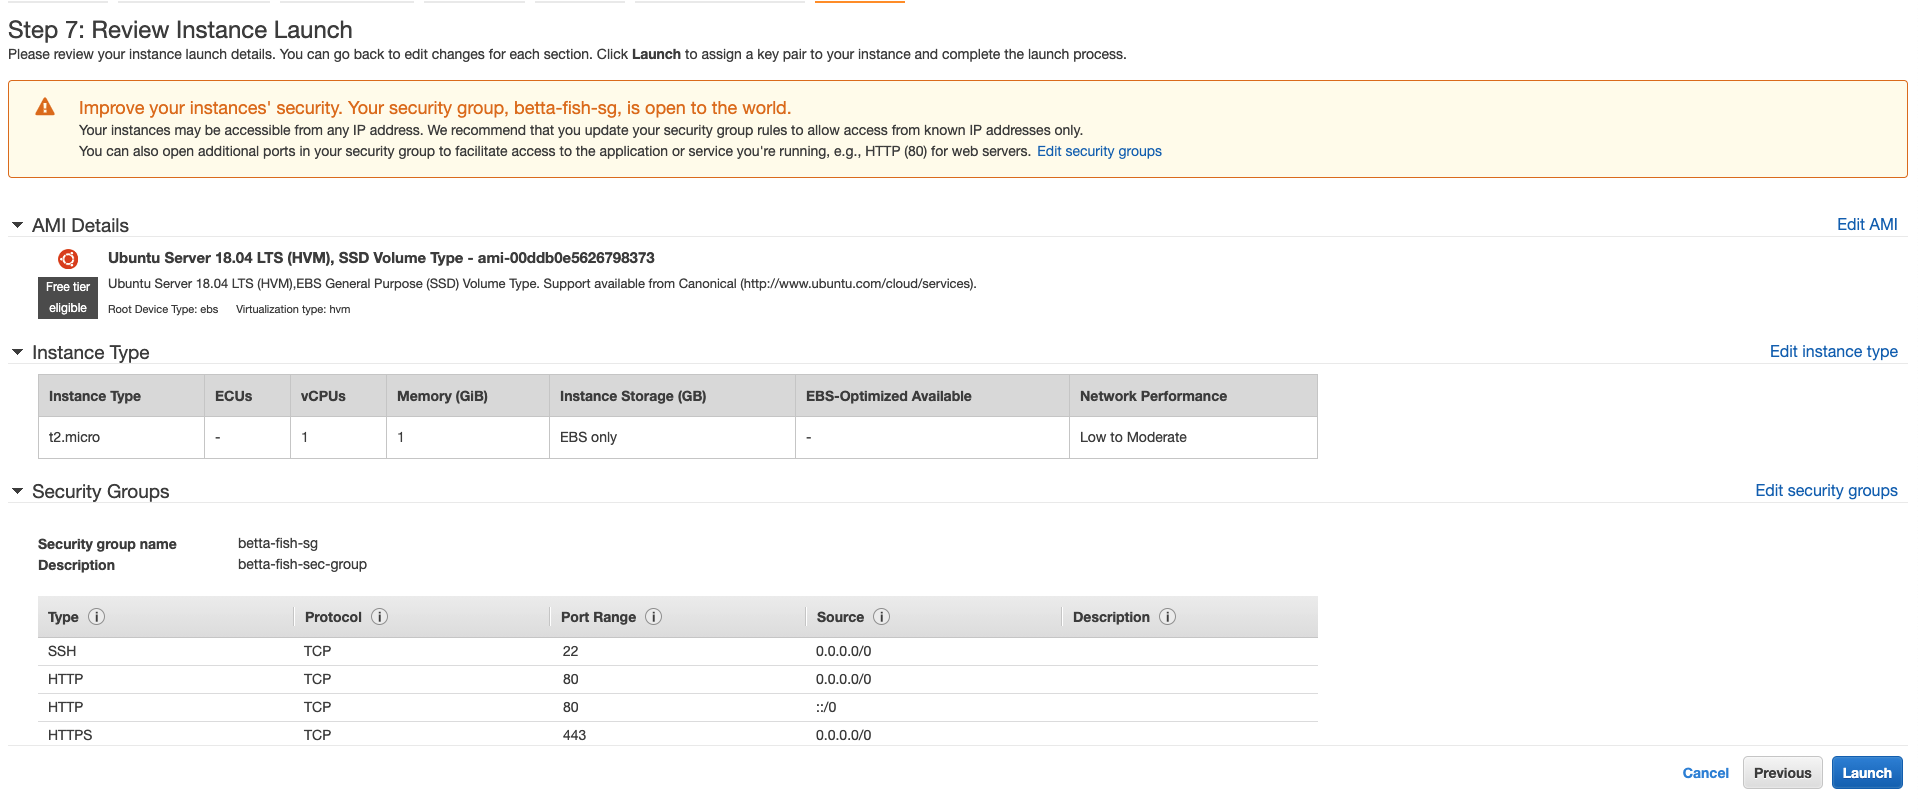 Step 7: Review Instance Launch
Please review your instance launch details. You can go back to edit changes for each section. Click Launch to assign a key pair to your instance and complete the launch process.
Improve your instances' security. Your security group, betta-fish-sg, is open to the world.
Your instances may be accessible from any IP address. We recommend that you update your security group rules to allow access from known IP addresses only.
You can also open additional ports in your security group to facilitate access to the application or service you're running, e.g., HTTP (80) for web servers. Edit security groups
AMI Details Edit AMI
Ubuntu Server 18.04 LTS (HVM), SSD Volume Type - ami-00ddb0e5626798373
Free tier eligible
Ubuntu Server 18.04 LTS (HVM),EBS General Purpose (SSD) Volume Type. Support available from Canonical (http://www.ubuntu.com/cloud/services).
Root Device Type: ebs Virtualization type: hvm
Instance Type Edit instance type
Instance Type ECUs vCPUs Memory (GiB) Instance Storage (GB) EBS-Optimized Available Network Performance
t2.micro - 1 1 EBS only - Low to Moderate
Security Groups Edit security groups
Security group name betta-fish-sg
Description betta-fish-sec-group
Type i Protocol i Port Range i Source i Description i
SSH TCP 22 0.0.0.0/0
HTTP TCP 80 0.0.0.0/0
HTTP TCP 80 ::/0
HTTPS TCP 443 0.0.0.0/0
Cancel Previous Launch